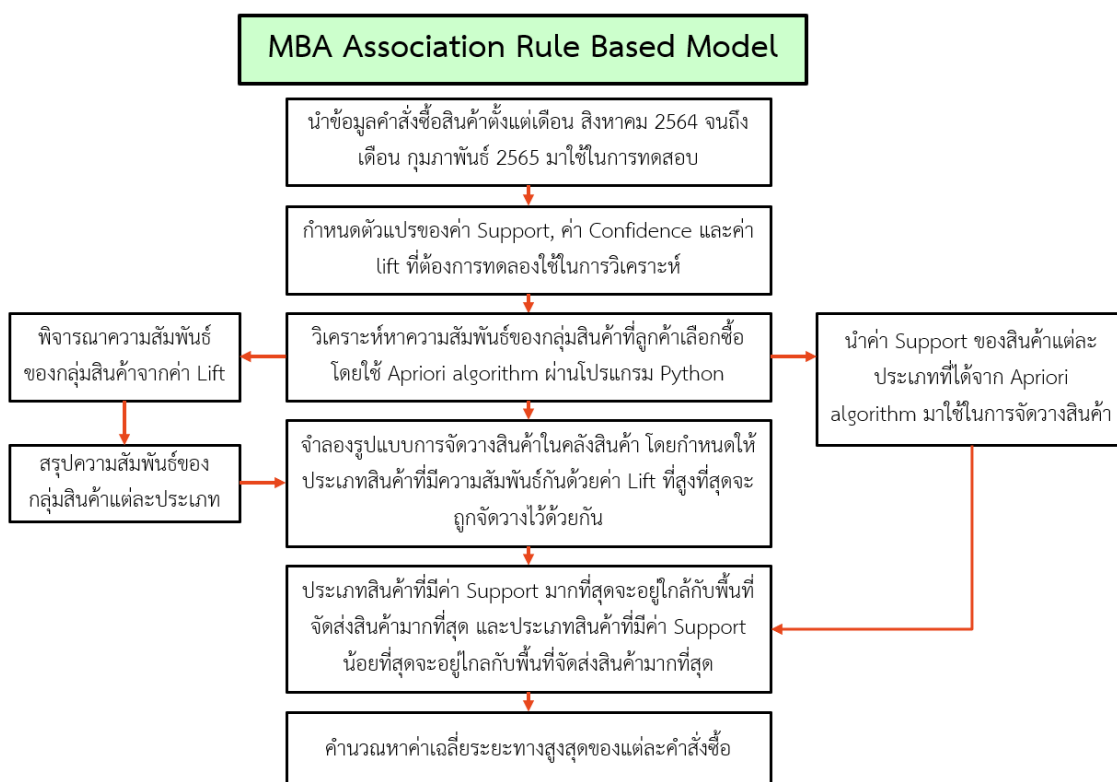 MBA Association Rule Based Model
นำข้อมูลคำสั่งซื้อสินค้าตั้งแต่เดือน สิงหาคม 2564 จนถึง
เดือน กุมภาพันธ์ 2565 มาใช้ในการทดสอบ
กำหนดตัวแปรของค่า Support, ค่า Confidence และค่า
lift ที่ต้องการทดลองใช้ในการวิเคราะห์
พิจารณาความสัมพันธ์
ของกลุ่มสินค้าจากค่า Lift
วิเคราะห์หาความสัมพันธ์ของกลุ่มสินค้าที่ลูกค้าเลือกซื้อ
โดยใช้ Apriori algorithm ผ่านโปรแกรม Python
นำค่า Support ของสินค้าแต่ละ
ประเภทที่ได้จาก Apriori
algorithm มาใช้ในการจัดวางสินค้า
สรุปความสัมพันธ์ของ
กลุ่มสินค้าแต่ละประเภท
จำลองรูปแบบการจัดวางสินค้าในคลังสินค้า โดยกำหนดให้
ประเภทสินค้าที่มีความสัมพันธ์กันด้วยค่า Lift ที่สูงที่สุดจะ
ถูกจัดวางไว้ด้วยกัน
ประเภทสินค้าที่มีค่า Support มากที่สุดจะอยู่ใกล้กับพื้นที่
จัดส่งสินค้ามากที่สุด และประเภทสินค้าที่มีค่า Support
น้อยที่สุดจะอยู่ไกลกับพื้นที่จัดส่งสินค้ามากที่สุด
คำนวณหาค่าเฉลี่ยระยะทางสูงสุดของแต่ละคำสั่งซื้อ